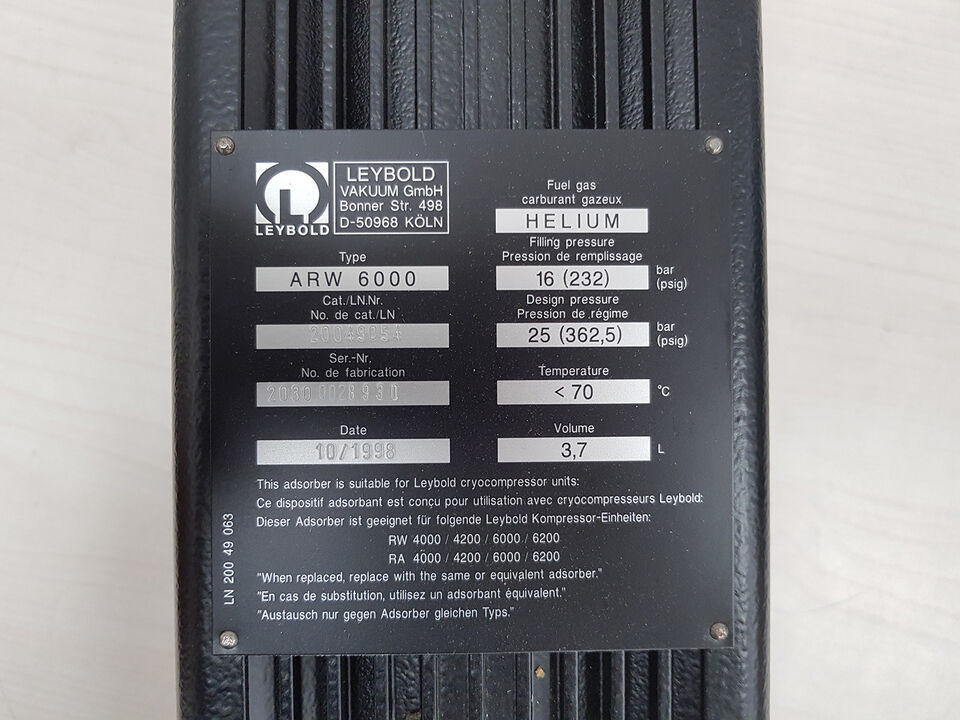 LEYBOLD
LEYBOLD
VAKUUM GmbH
Bonner Str. 498
D-50968 KÖLN
Type
ARW 6000
Cat./LN.Nr.
No. de cat./LN
20049054
Ser.-Nr.
No. de fabrication
Date
10/1998
Fuel gas
carburant gazeux
HELIUM
Filling pressure
Pression de remplissage
16 (232) bar (psig)
Design pressure
Pression de régime
25 (362,5) bar (psig)
Temperature
< 70 °C
Volume
3,7 L
This adsorber is suitable for Leybold cryocompressor units:
Ce dispositif adsorbant est conçu pour utilisation avec cryocompresseurs Leybold:
Dieser Adsorber ist geeignet für folgende Leybold Kompressor-Einheiten:
RW 4000 / 4200 / 6000 / 6200
RA 4000 / 4200 / 6000 / 6200
"When replaced, replace with the same or equivalent adsorber."
"En cas de substitution, utilisez un adsorbant équivalent."
"Austausch nur gegen Adsorber gleichen Typs."
LN 200 49 063